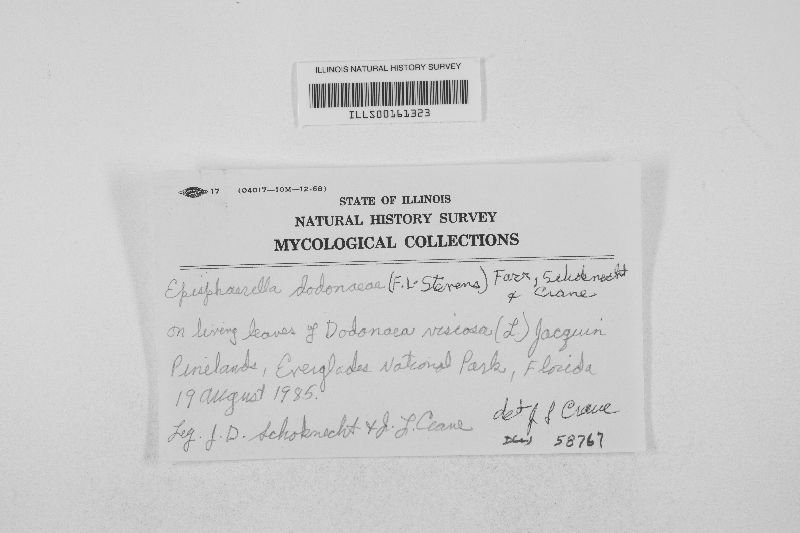 ILLINOIS NATURAL HISTORY SURVEY
ILLS00161323
17 (04017—10M—12-68)
STATE OF ILLINOIS
NATURAL HISTORY SURVEY
MYCOLOGICAL COLLECTIONS
Episphaerella dodonaeae (F.L. Stevens) Farr, Schoknecht
& Crane
on living leaves of Dodonaea viscosa (L) Jacquin
Pinelands, Everglades National Park, Florida
19 August 1985.
Leg. J. D. Schoknecht & J. L. Crane
det J L Crane
58767